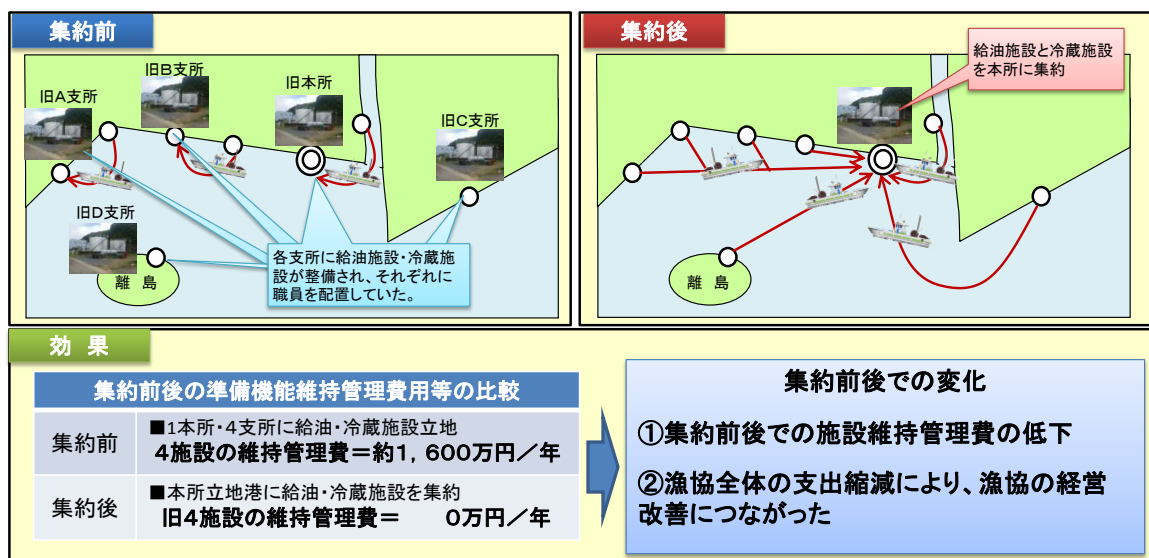 集約前
旧A支所
旧B支所
旧本所
旧C支所
旧D支所
離 島
各支所に給油施設・冷蔵施
設が整備され、それぞれに
職員を配置していた。
集約後
給油施設と冷蔵施設
を本所に集約
離 島
効 果
集約前後の準備機能維持管理費用等の比較
集約前
■1本所・4支所に給油・冷蔵施設立地
4施設の維持管理費=約1,600万円/年
集約後
■本所立地港に給油・冷蔵施設を集約
旧4施設の維持管理費= 0万円/年
集約前後での変化
①集約前後での施設維持管理費の低下
②漁協全体の支出縮減により、漁協の経営
改善につながった